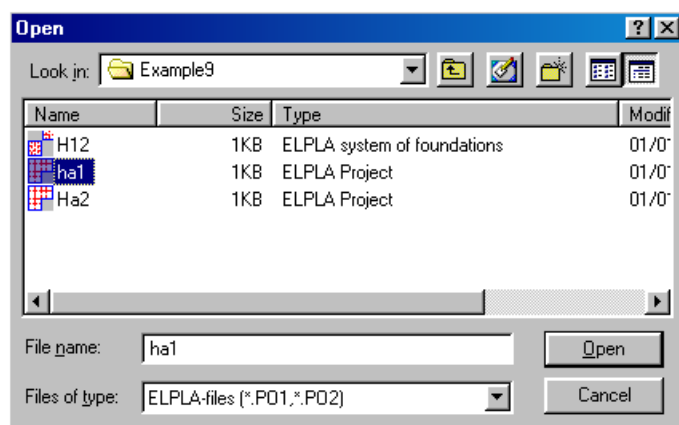 Open
Look in: Example9
Name Size Type Modif
H12 1KB ELPLA system of foundations 01/0
ha1 1KB ELPLA Project 01/0
Ha2 1KB ELPLA Project 01/0
File name: ha1 Open
Files of type: ELPLA-files (*.PO1,*.PO2) Cancel